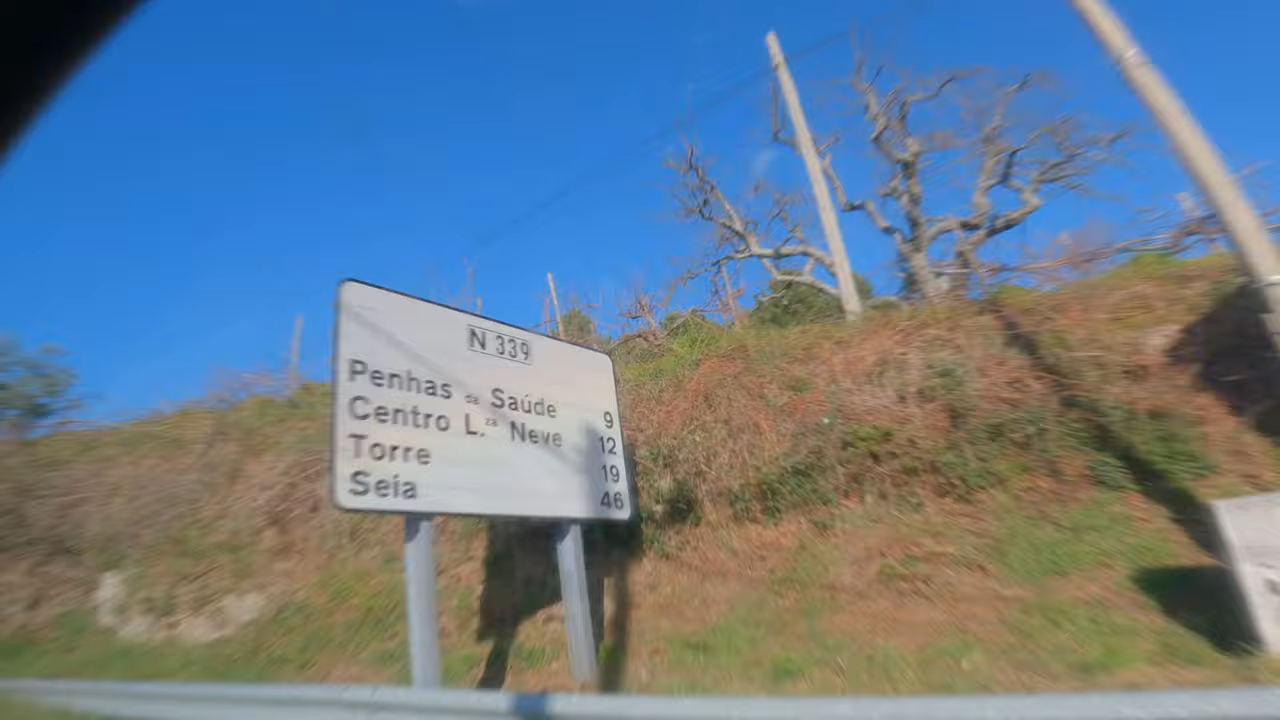 N 339
Penhas da Saúde 9
Centro L.za Neve 12
Torre 19
Seia 46